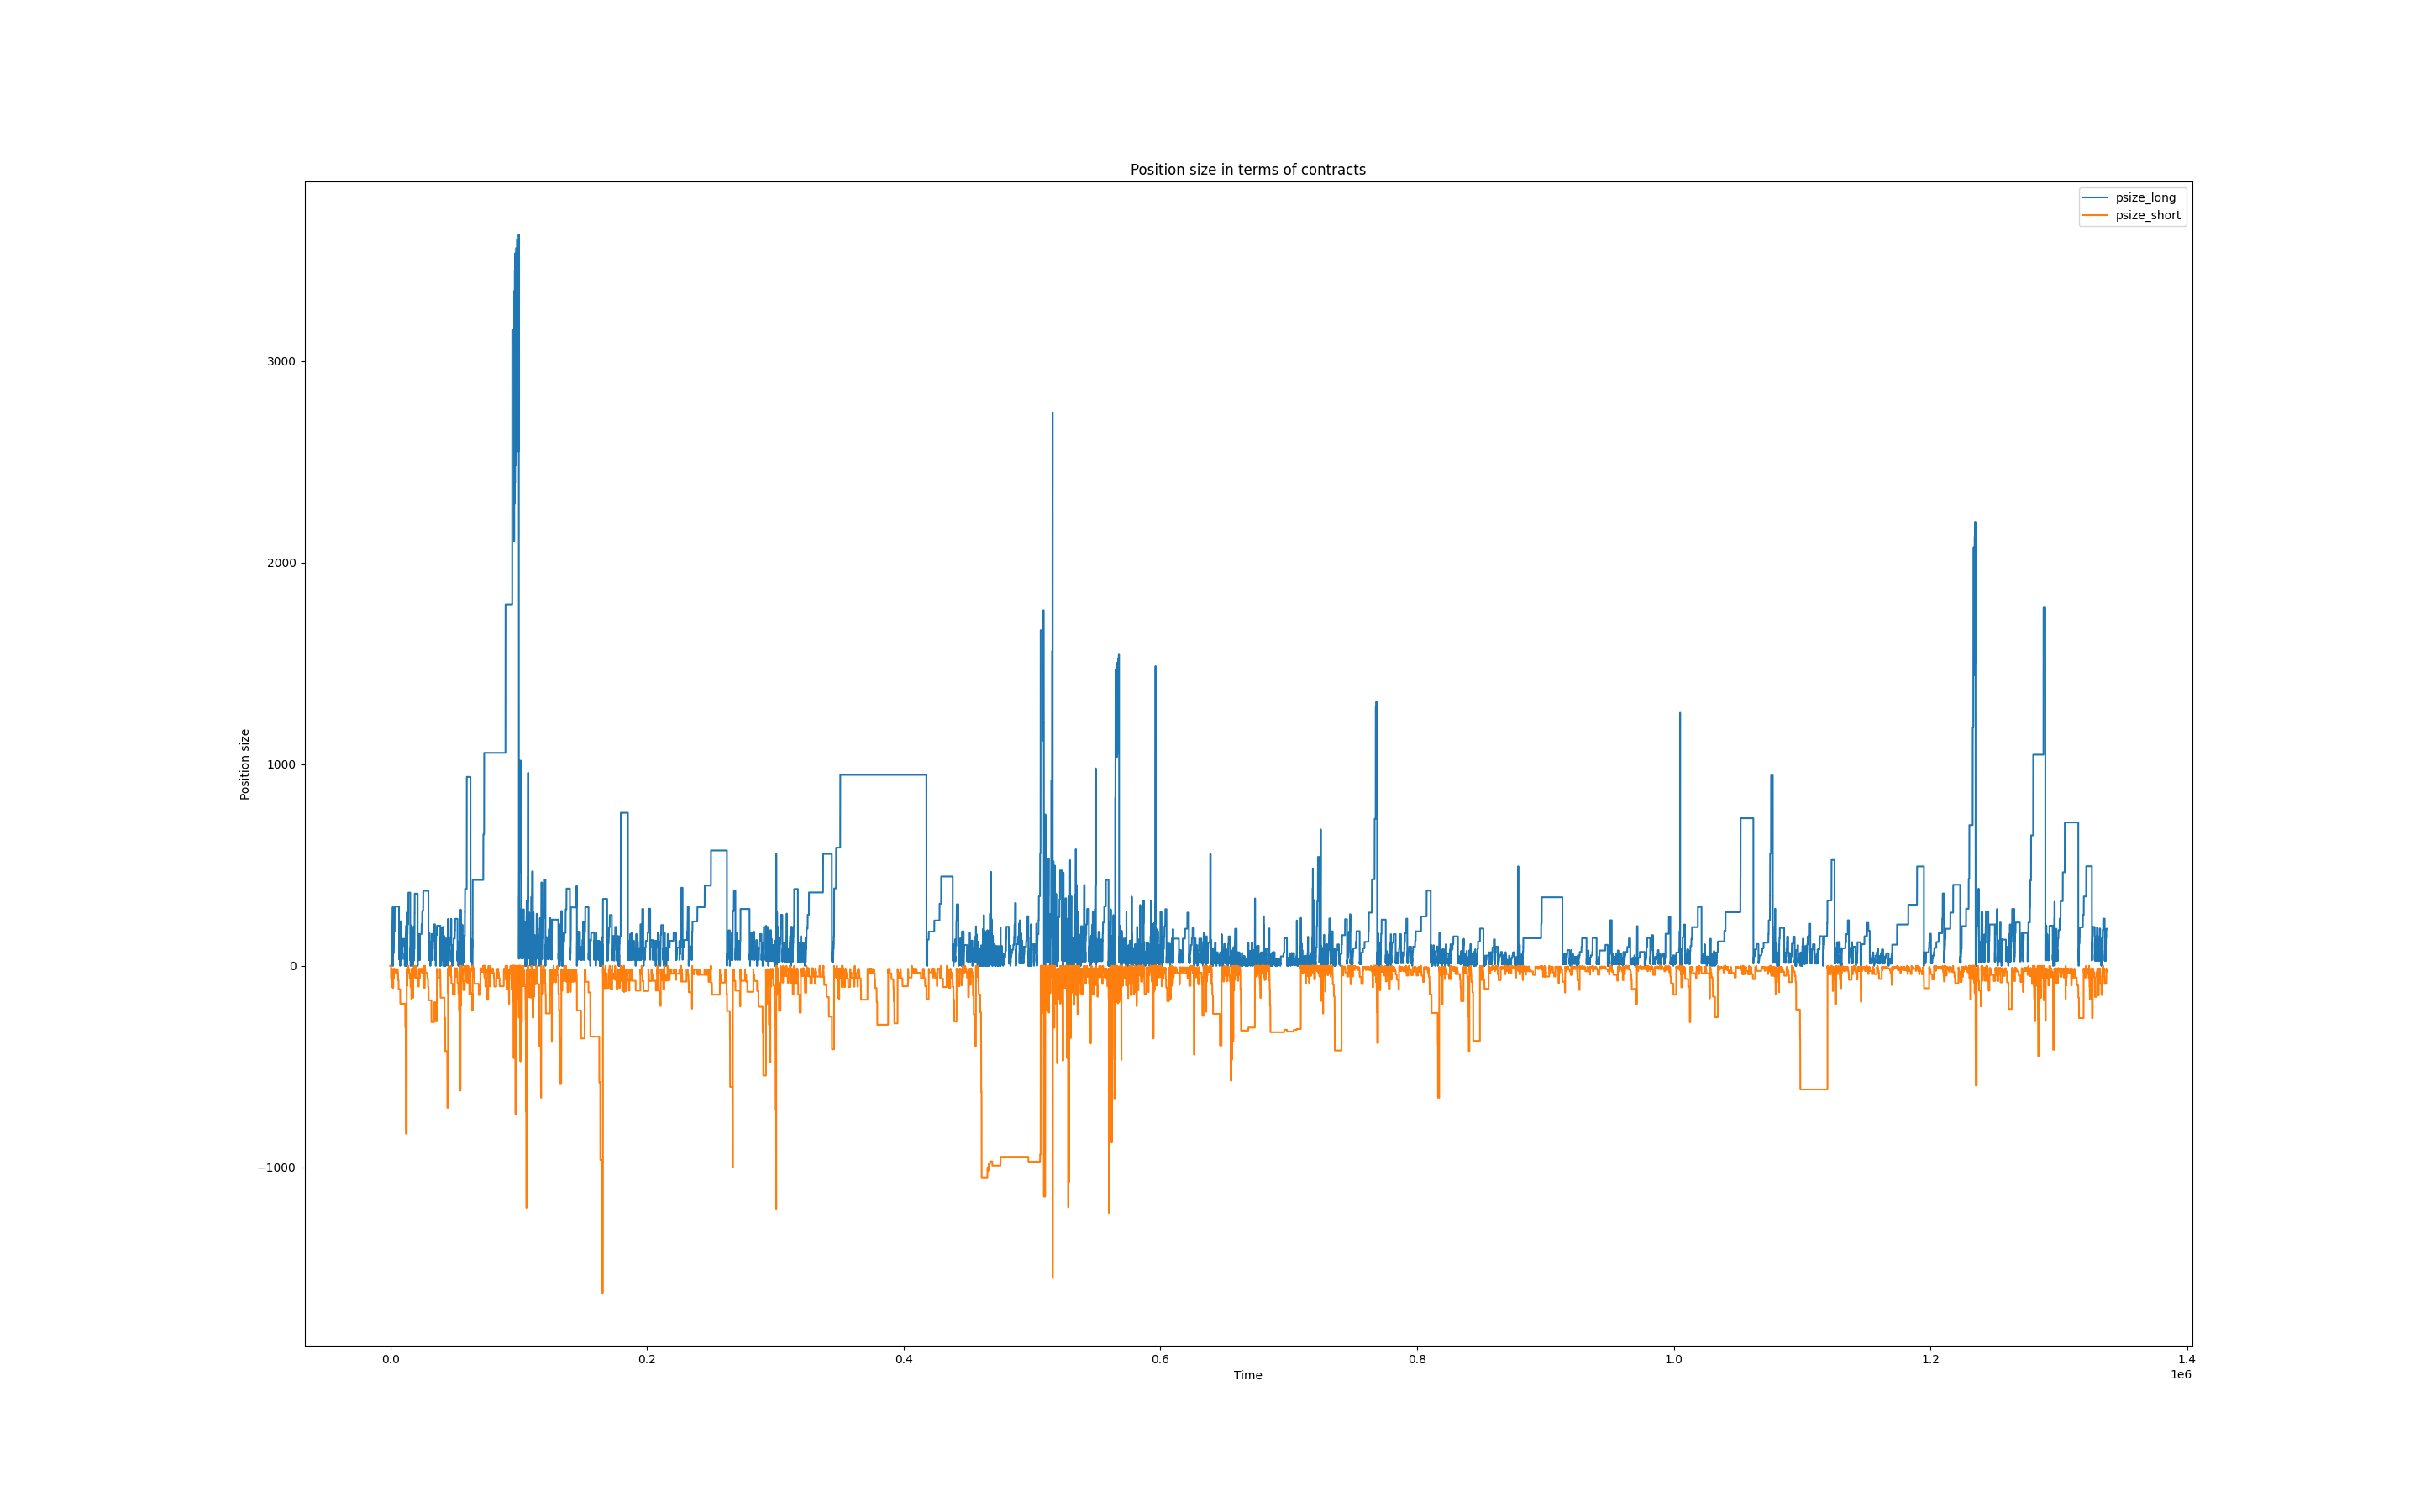 Position size in terms of contracts
psize_long
psize_short
3000
2000
1000
0
−1000
Position size
0.0
0.2
0.4
0.6
0.8
1.0
1.2
1.4
Time
1e6